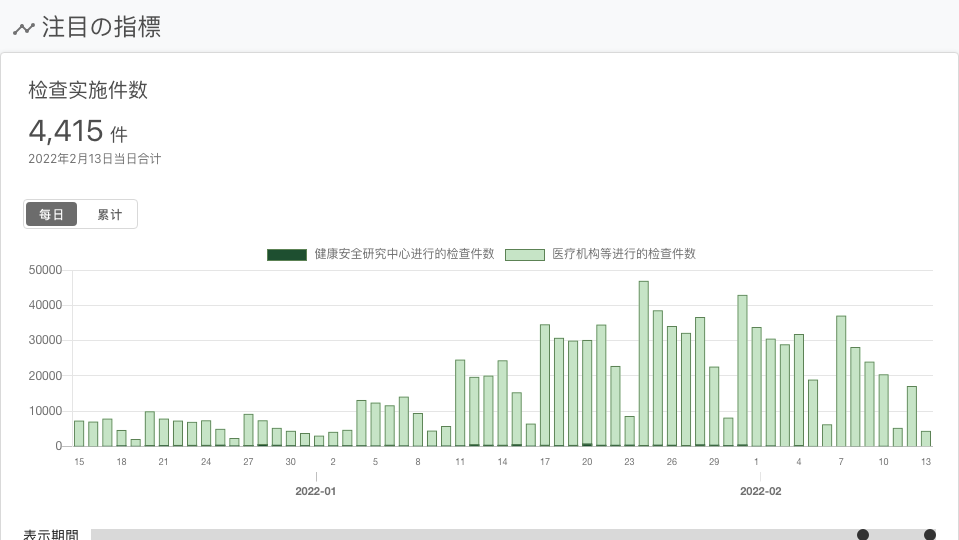 注目の指標
检查实施件数
4,415 件
2022年2月13日当日合计
每日 累计
健康安全研究中心进行的检查件数 医疗机构等进行的检查件数
50000
40000
30000
20000
10000
0
15 18 21 24 27 30 2 5 8 11 14 17 20 23 26 29 1 4 7 10 13
2022-01 2022-02
表示期間